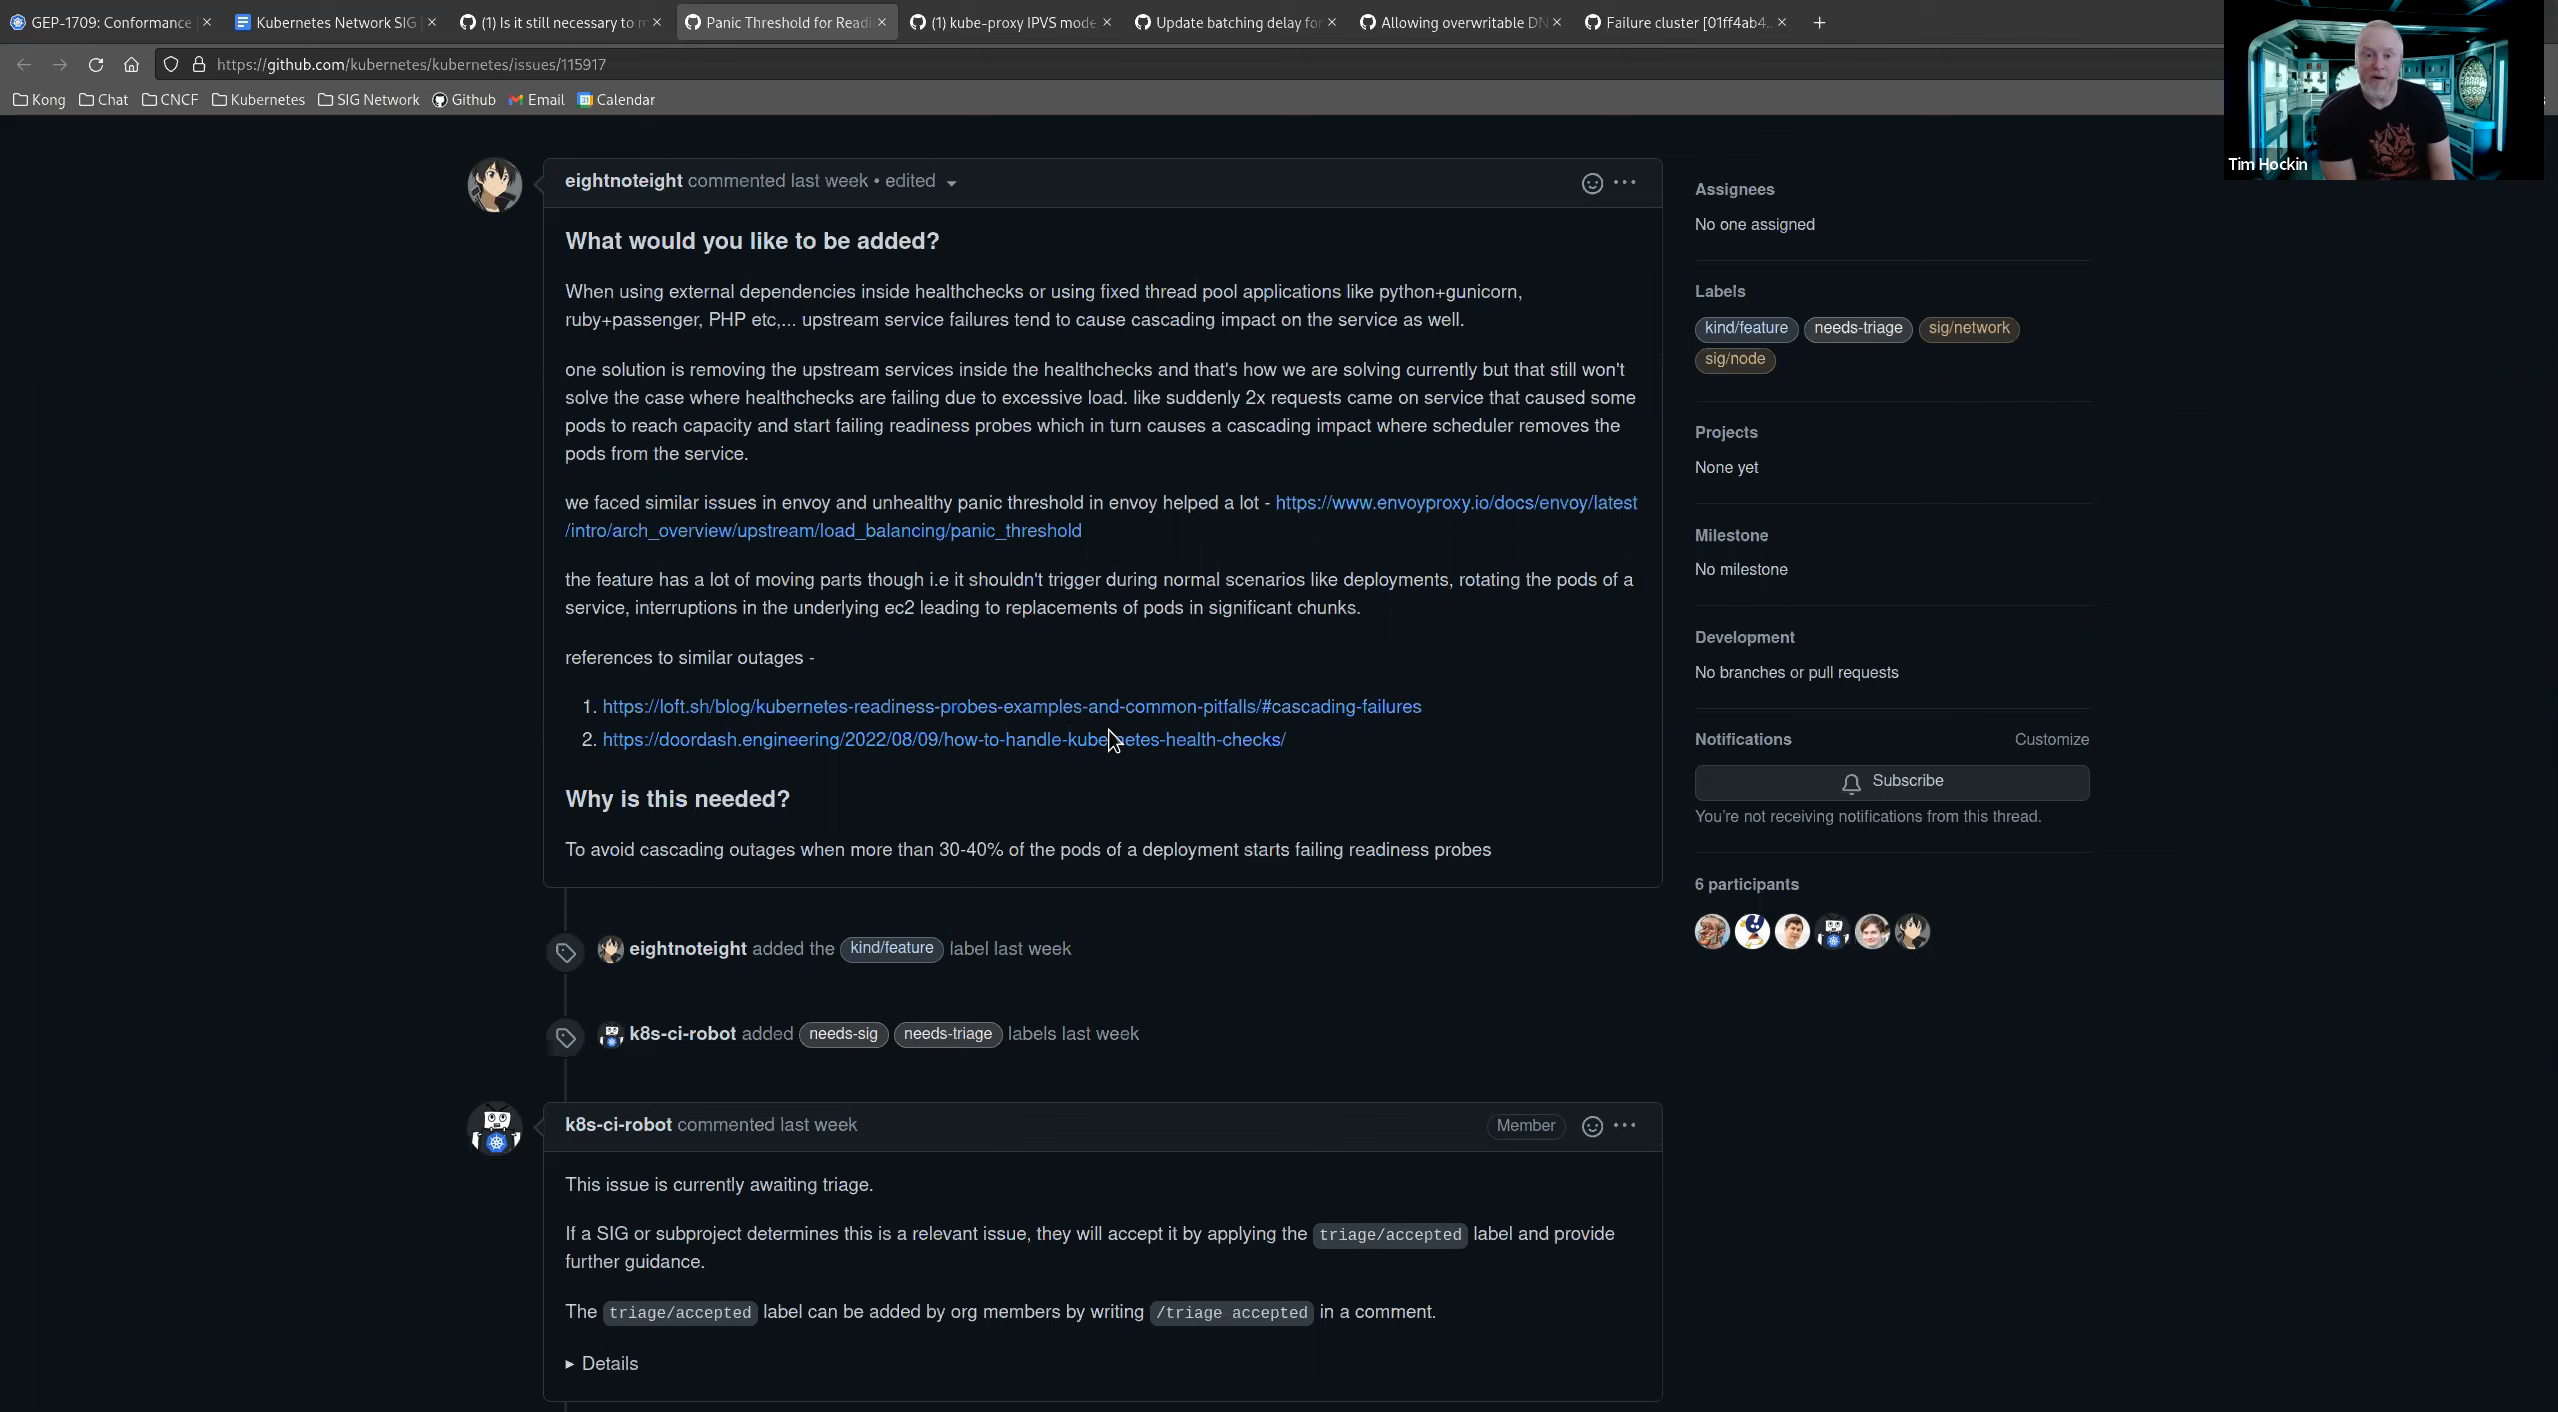 GEP-1709: Conformance
Kubernetes Network SIG
(1) Is it still necessary to m
Panic Threshold for Readi
(1) kube-proxy IPVS mode
Update batching delay for
Allowing overwritable DN
Failure cluster [01ff4ab4..
https://github.com/kubernetes/kubernetes/issues/115917
Kong Chat CNCF Kubernetes SIG Network Github Email Calendar
Tim Hockin
eightnoteight commented last week • edited
What would you like to be added?
When using external dependencies inside healthchecks or using fixed thread pool applications like python+gunicorn,
ruby+passenger, PHP etc,... upstream service failures tend to cause cascading impact on the service as well.
one solution is removing the upstream services inside the healthchecks and that's how we are solving currently but that still won't
solve the case where healthchecks are failing due to excessive load. like suddenly 2x requests came on service that caused some
pods to reach capacity and start failing readiness probes which in turn causes a cascading impact where scheduler removes the
pods from the service.
we faced similar issues in envoy and unhealthy panic threshold in envoy helped a lot - https://www.envoyproxy.io/docs/envoy/latest
/intro/arch_overview/upstream/load_balancing/panic_threshold
the feature has a lot of moving parts though i.e it shouldn't trigger during normal scenarios like deployments, rotating the pods of a
service, interruptions in the underlying ec2 leading to replacements of pods in significant chunks.
references to similar outages -
1. https://loft.sh/blog/kubernetes-readiness-probes-examples-and-common-pitfalls/#cascading-failures
2. https://doordash.engineering/2022/08/09/how-to-handle-kubernetes-health-checks/
Why is this needed?
To avoid cascading outages when more than 30-40% of the pods of a deployment starts failing readiness probes
eightnoteight added the kind/feature label last week
k8s-ci-robot added needs-sig needs-triage labels last week
k8s-ci-robot commented last week
Member
This issue is currently awaiting triage.
If a SIG or subproject determines this is a relevant issue, they will accept it by applying the triage/accepted label and provide
further guidance.
The triage/accepted label can be added by org members by writing /triage accepted in a comment.
Details
Assignees
No one assigned
Labels
kind/feature needs-triage sig/network
sig/node
Projects
None yet
Milestone
No milestone
Development
No branches or pull requests
Notifications
Customize
Subscribe
You're not receiving notifications from this thread.
6 participants